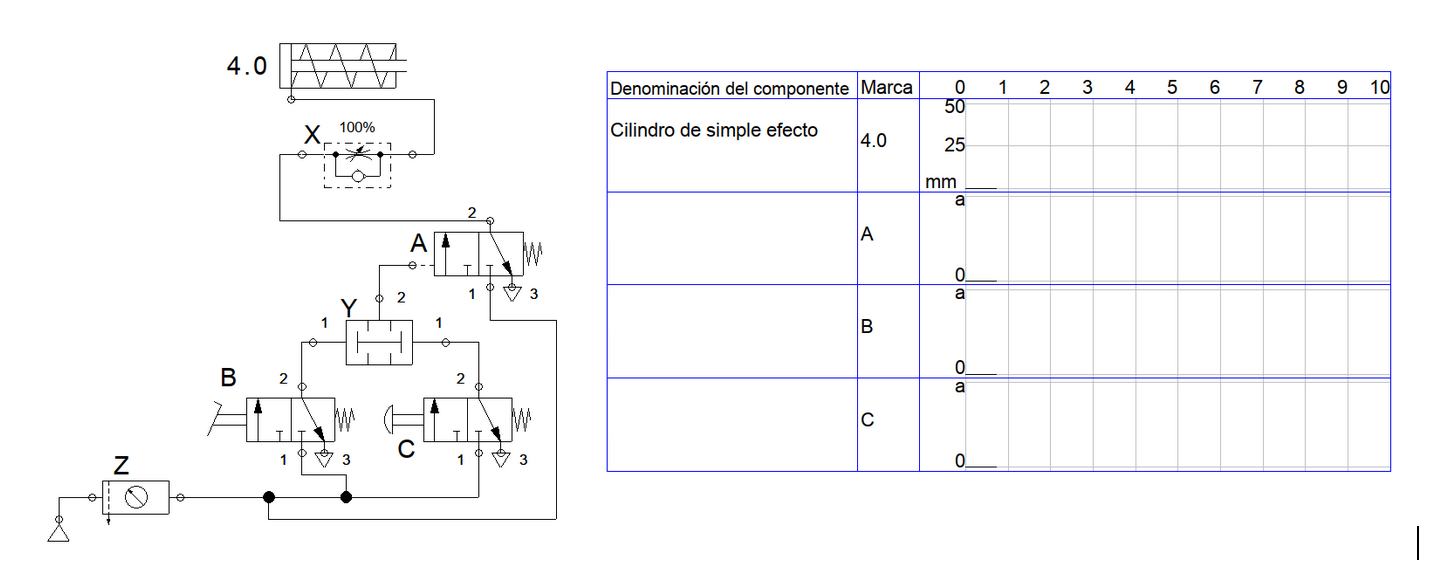 4.0
X
100%
2
A
1
3
Y
2
1
1
B
2
2
C
1
3
1
3
Z
Denominación del componente Marca 0 1 2 3 4 5 6 7 8 9 10
Cilindro de simple efecto 4.0 50
25
mm
A a
0
B a
0
C a
0